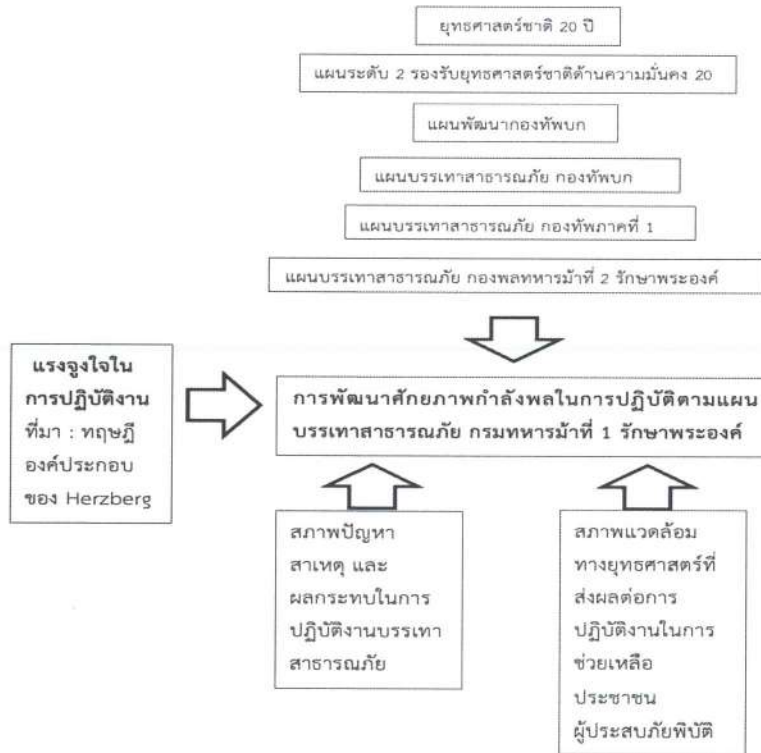 ยุทธศาสตร์ชาติ 20 ปี
แผนระดับ 2 รองรับยุทธศาสตร์ชาติด้านความมั่นคง 20
แผนพัฒนากองทัพบก
แผนบรรเทาสาธารณภัย กองทัพบก
แผนบรรเทาสาธารณภัย กองทัพภาคที่ 1
แผนบรรเทาสาธารณภัย กองพลทหารม้าที่ 2 รักษาพระองค์
แรงจูงใจใน
การปฏิบัติงาน
ที่มา : ทฤษฎี
องค์ประกอบ
ของ Herzberg
การพัฒนาศักยภาพกำลังพลในการปฏิบัติตามแผน
บรรเทาสาธารณภัย กรมทหารม้าที่ 1 รักษาพระองค์
สภาพปัญหา
สาเหตุ และ
ผลกระทบในการ
ปฏิบัติงานบรรเทา
สาธารณภัย
สภาพแวดล้อม
ทางยุทธศาสตร์ที่
ส่งผลต่อการ
ปฏิบัติงานในการ
ช่วยเหลือ
ประชาชน
ผู้ประสบภัยพิบัติ